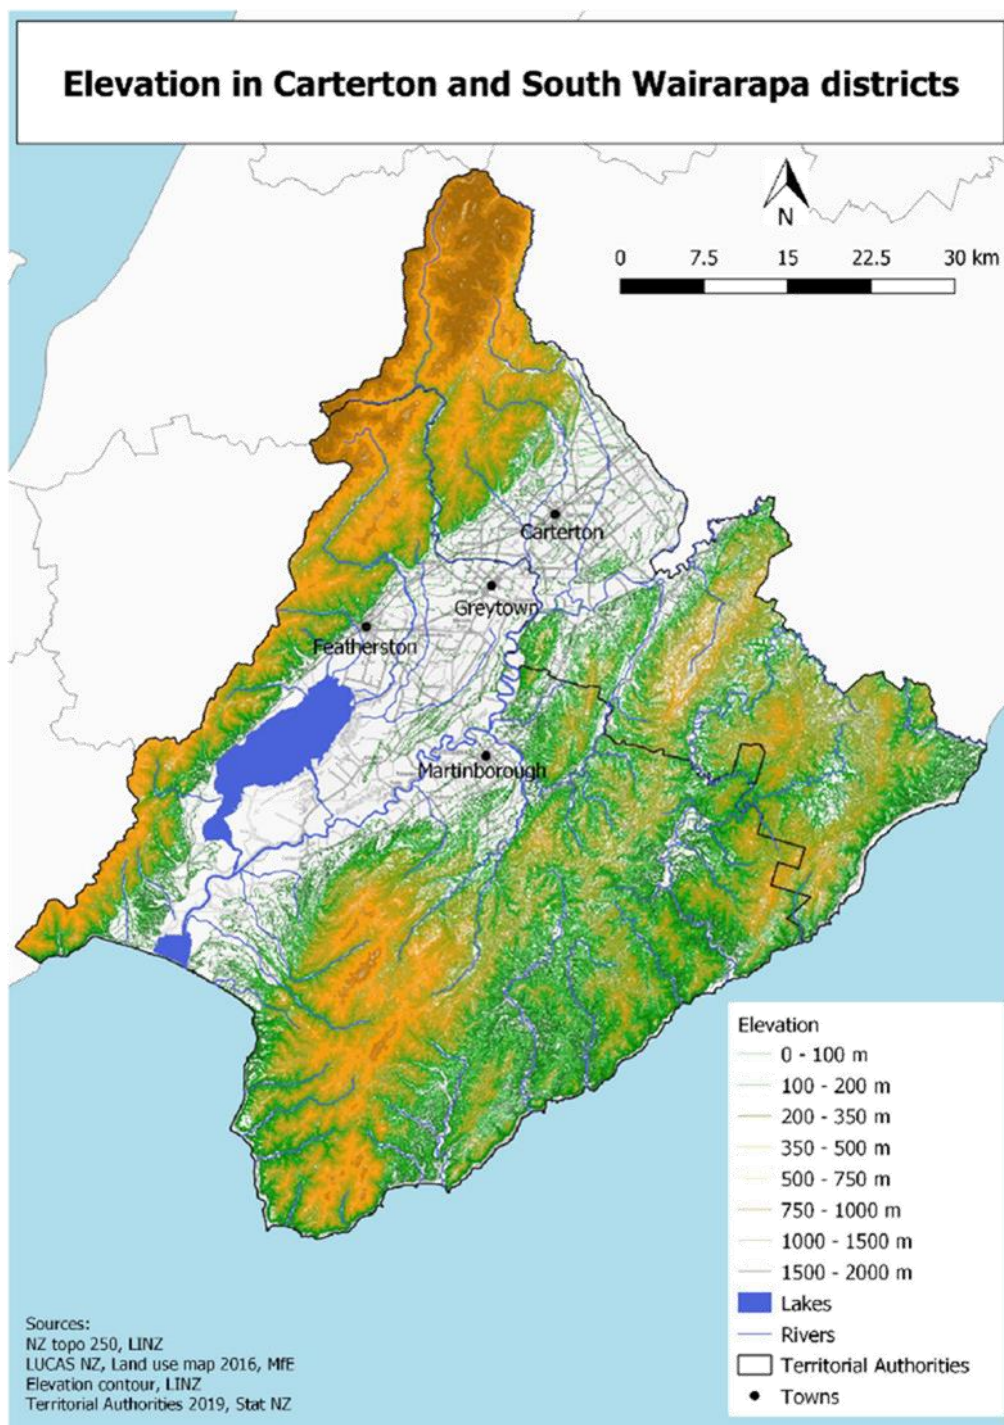 Elevation in Carterton and South Wairarapa districts
N
0 7.5 15 22.5 30 km
Carterton
Greytown
Featherston
Martinborough
Elevation
0 - 100 m
100 - 200 m
200 - 350 m
350 - 500 m
500 - 750 m
750 - 1000 m
1000 - 1500 m
1500 - 2000 m
Lakes
Rivers
Territorial Authorities
Towns
Sources:
NZ topo 250, LINZ
LUCAS NZ, Land use map 2016, MfE
Elevation contour, LINZ
Territorial Authorities 2019, Stat NZ